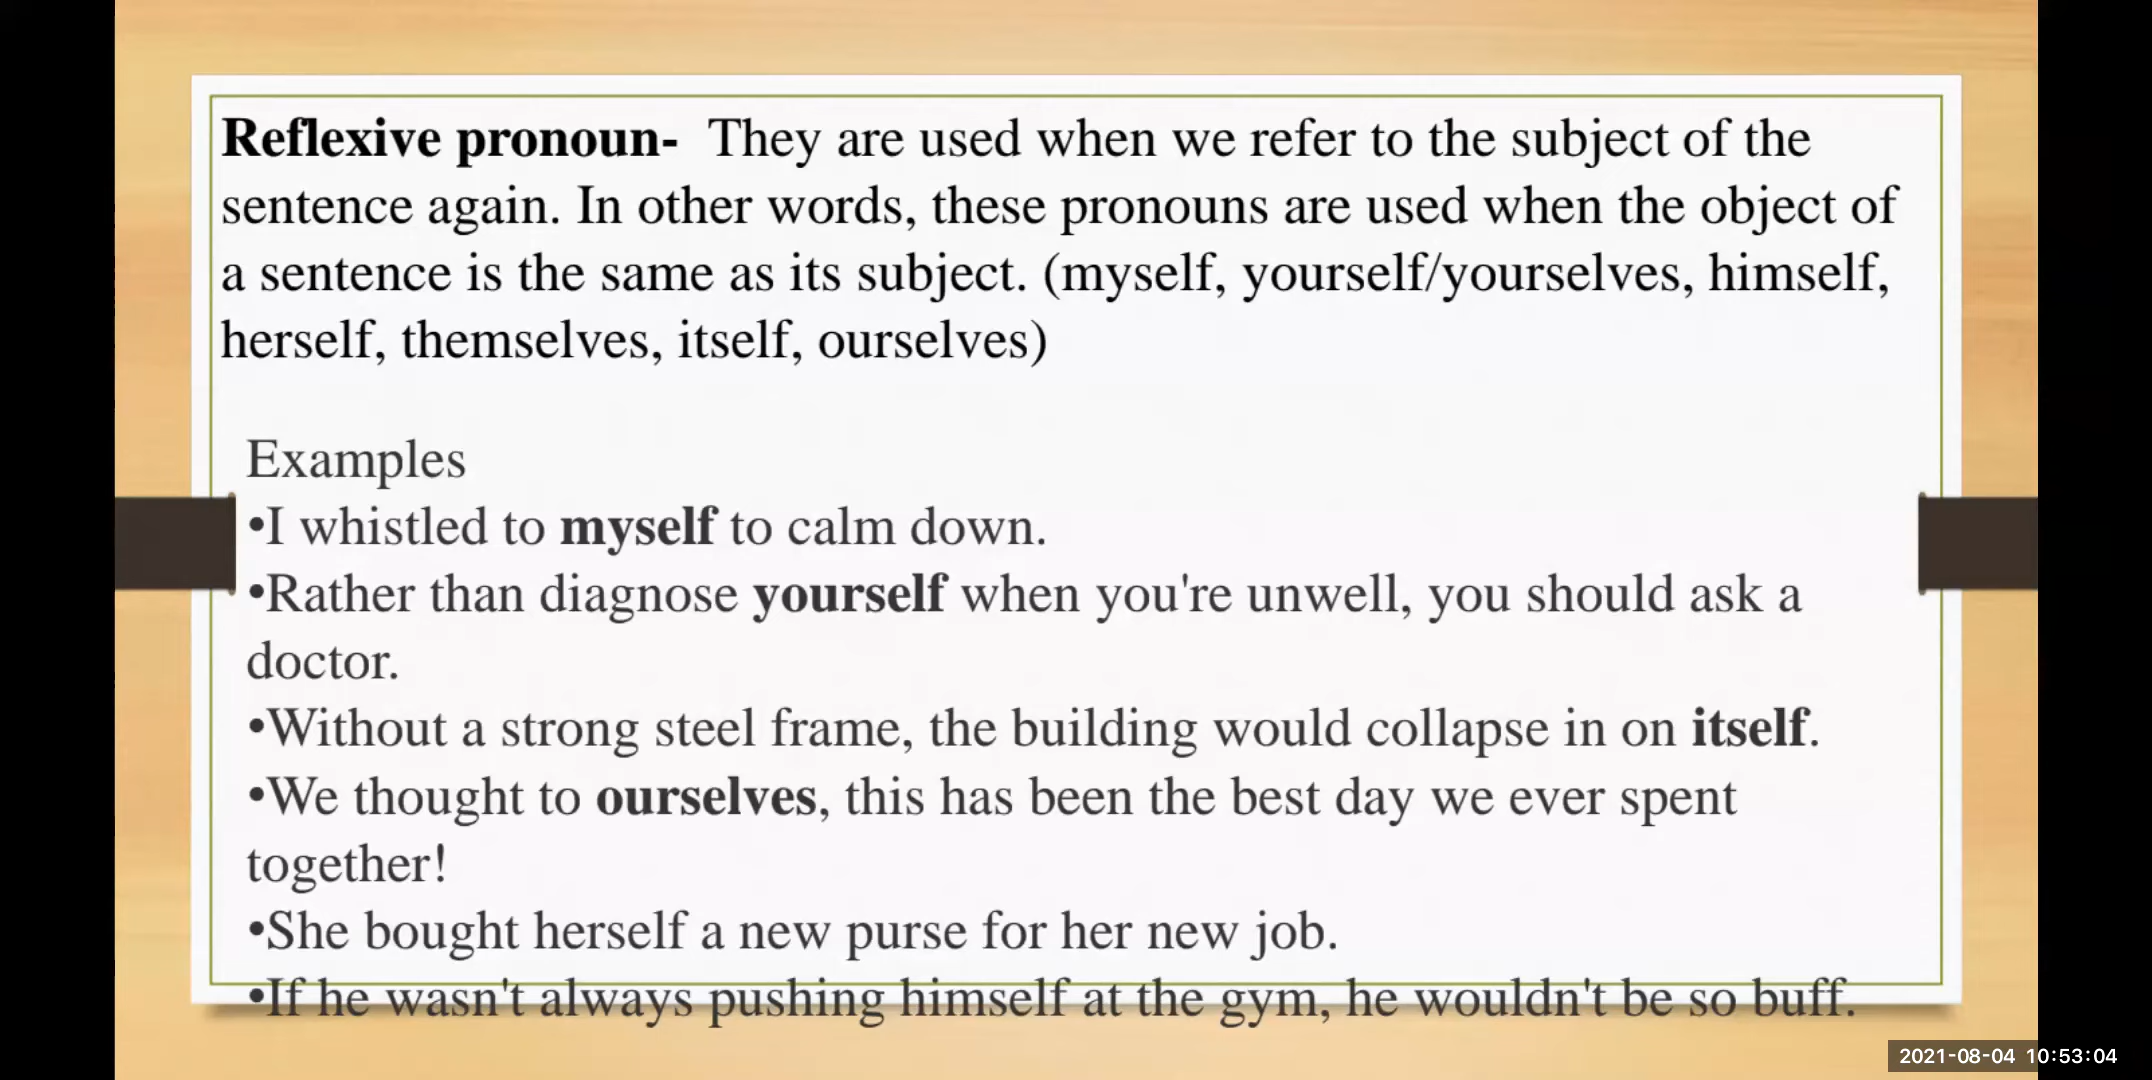 Reflexive pronoun-  They are used when we refer to the subject of the
sentence again. In other words, these pronouns are used when the object of
a sentence is the same as its subject. (myself, yourself/yourselves, himself,
herself, themselves, itself, ourselves)
Examples
•I whistled to myself to calm down.
•Rather than diagnose yourself when you're unwell, you should ask a
doctor.
•Without a strong steel frame, the building would collapse in on itself.
•We thought to ourselves, this has been the best day we ever spent
together!
•She bought herself a new purse for her new job.
•If he wasn't always pushing himself at the gym, he wouldn't be so buff.
2021-08-04 10:53:04